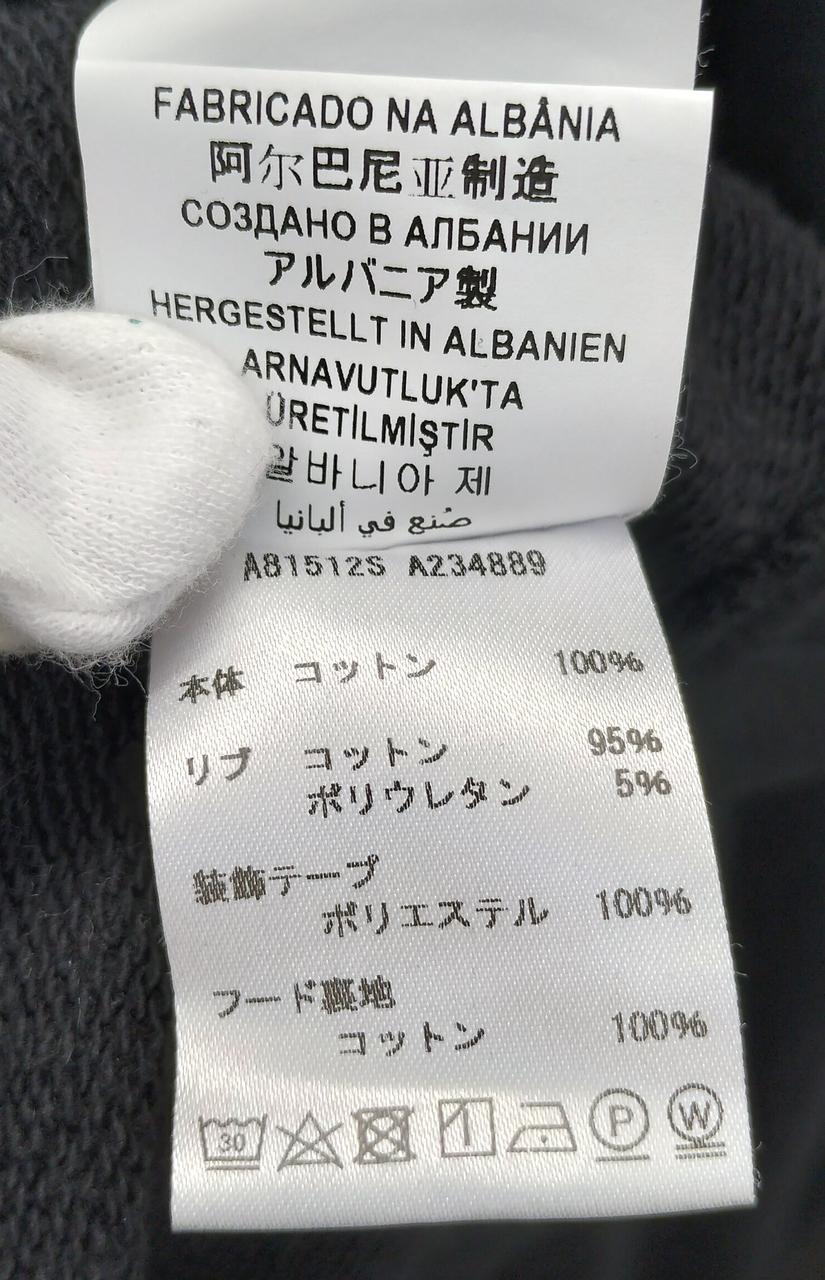 FABRICADO NA ALBÂNIA
阿尔巴尼亚制造
СОЗДАНО В АЛБАНИИ
アルバニア製
HERGESTELLT IN ALBANIEN
ARNAVUTLUK'TA
ÜRETİLMİŞTİR
알바니아 제
صُنع في ألبانيا
A81512S A234889
本体 コットン 100%
リブ コットン 95%
ポリウレタン 5%
装飾テープ
ポリエステル 100%
フード裏地
コットン 100%
30 P W